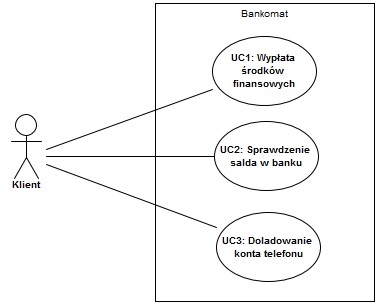 Bankomat
UC1: Wypłata
środków
finansowych
UC2: Sprawdzenie
salda w banku
Klient
UC3: Doladowanie
konta telefonu